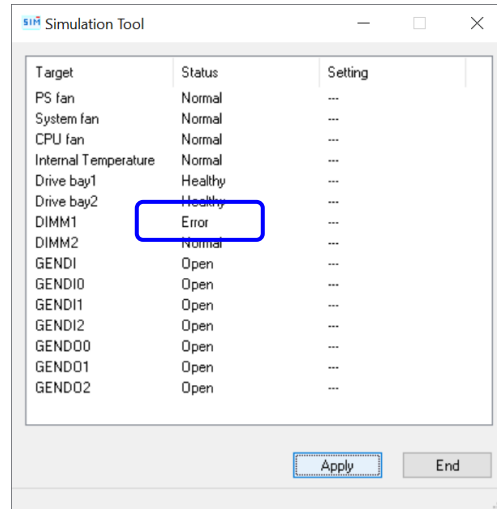 SIM Simulation Tool
Target Status Setting
PS fan Normal ---
System fan Normal ---
CPU fan Normal ---
Internal Temperature Normal ---
Drive bay1 Healthy ---
Drive bay2 Healthy ---
DIMM1 Error ---
DIMM2 Normal ---
GENDI Open ---
GENDI0 Open ---
GENDI1 Open ---
GENDI2 Open ---
GENDO0 Open ---
GENDO1 Open ---
GENDO2 Open ---
Apply End